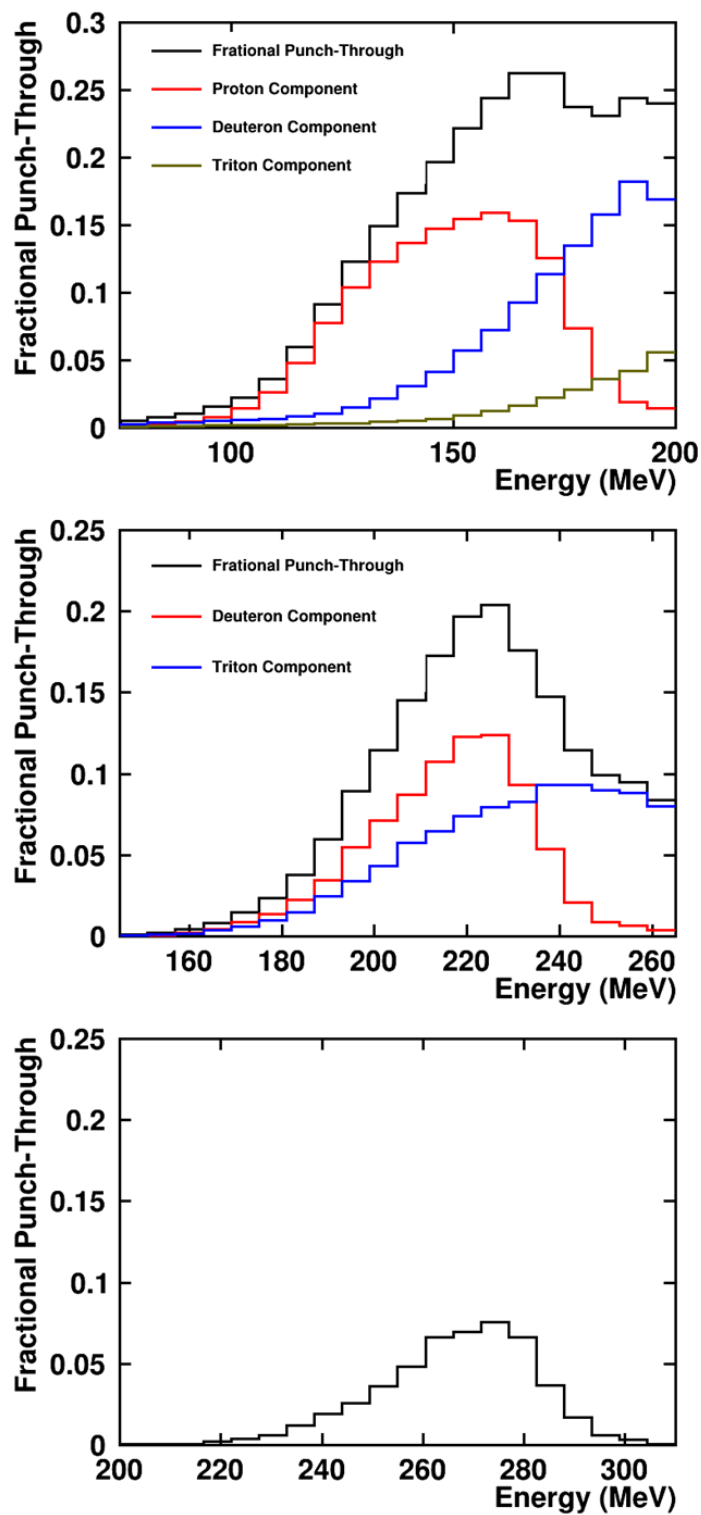 Fractional Punch-Through
0.3
0.25
0.2
0.15
0.1
0.05
0
Frational Punch-Through
Proton Component
Deuteron Component
Triton Component
100
150
200
Energy (MeV)
Fractional Punch-Through
0.25
0.2
0.15
0.1
0.05
0
Frational Punch-Through
Deuteron Component
Triton Component
160
180
200
220
240
260
Energy (MeV)
Fractional Punch-Through
0.25
0.2
0.15
0.1
0.05
0
200
220
240
260
280
300
Energy (MeV)